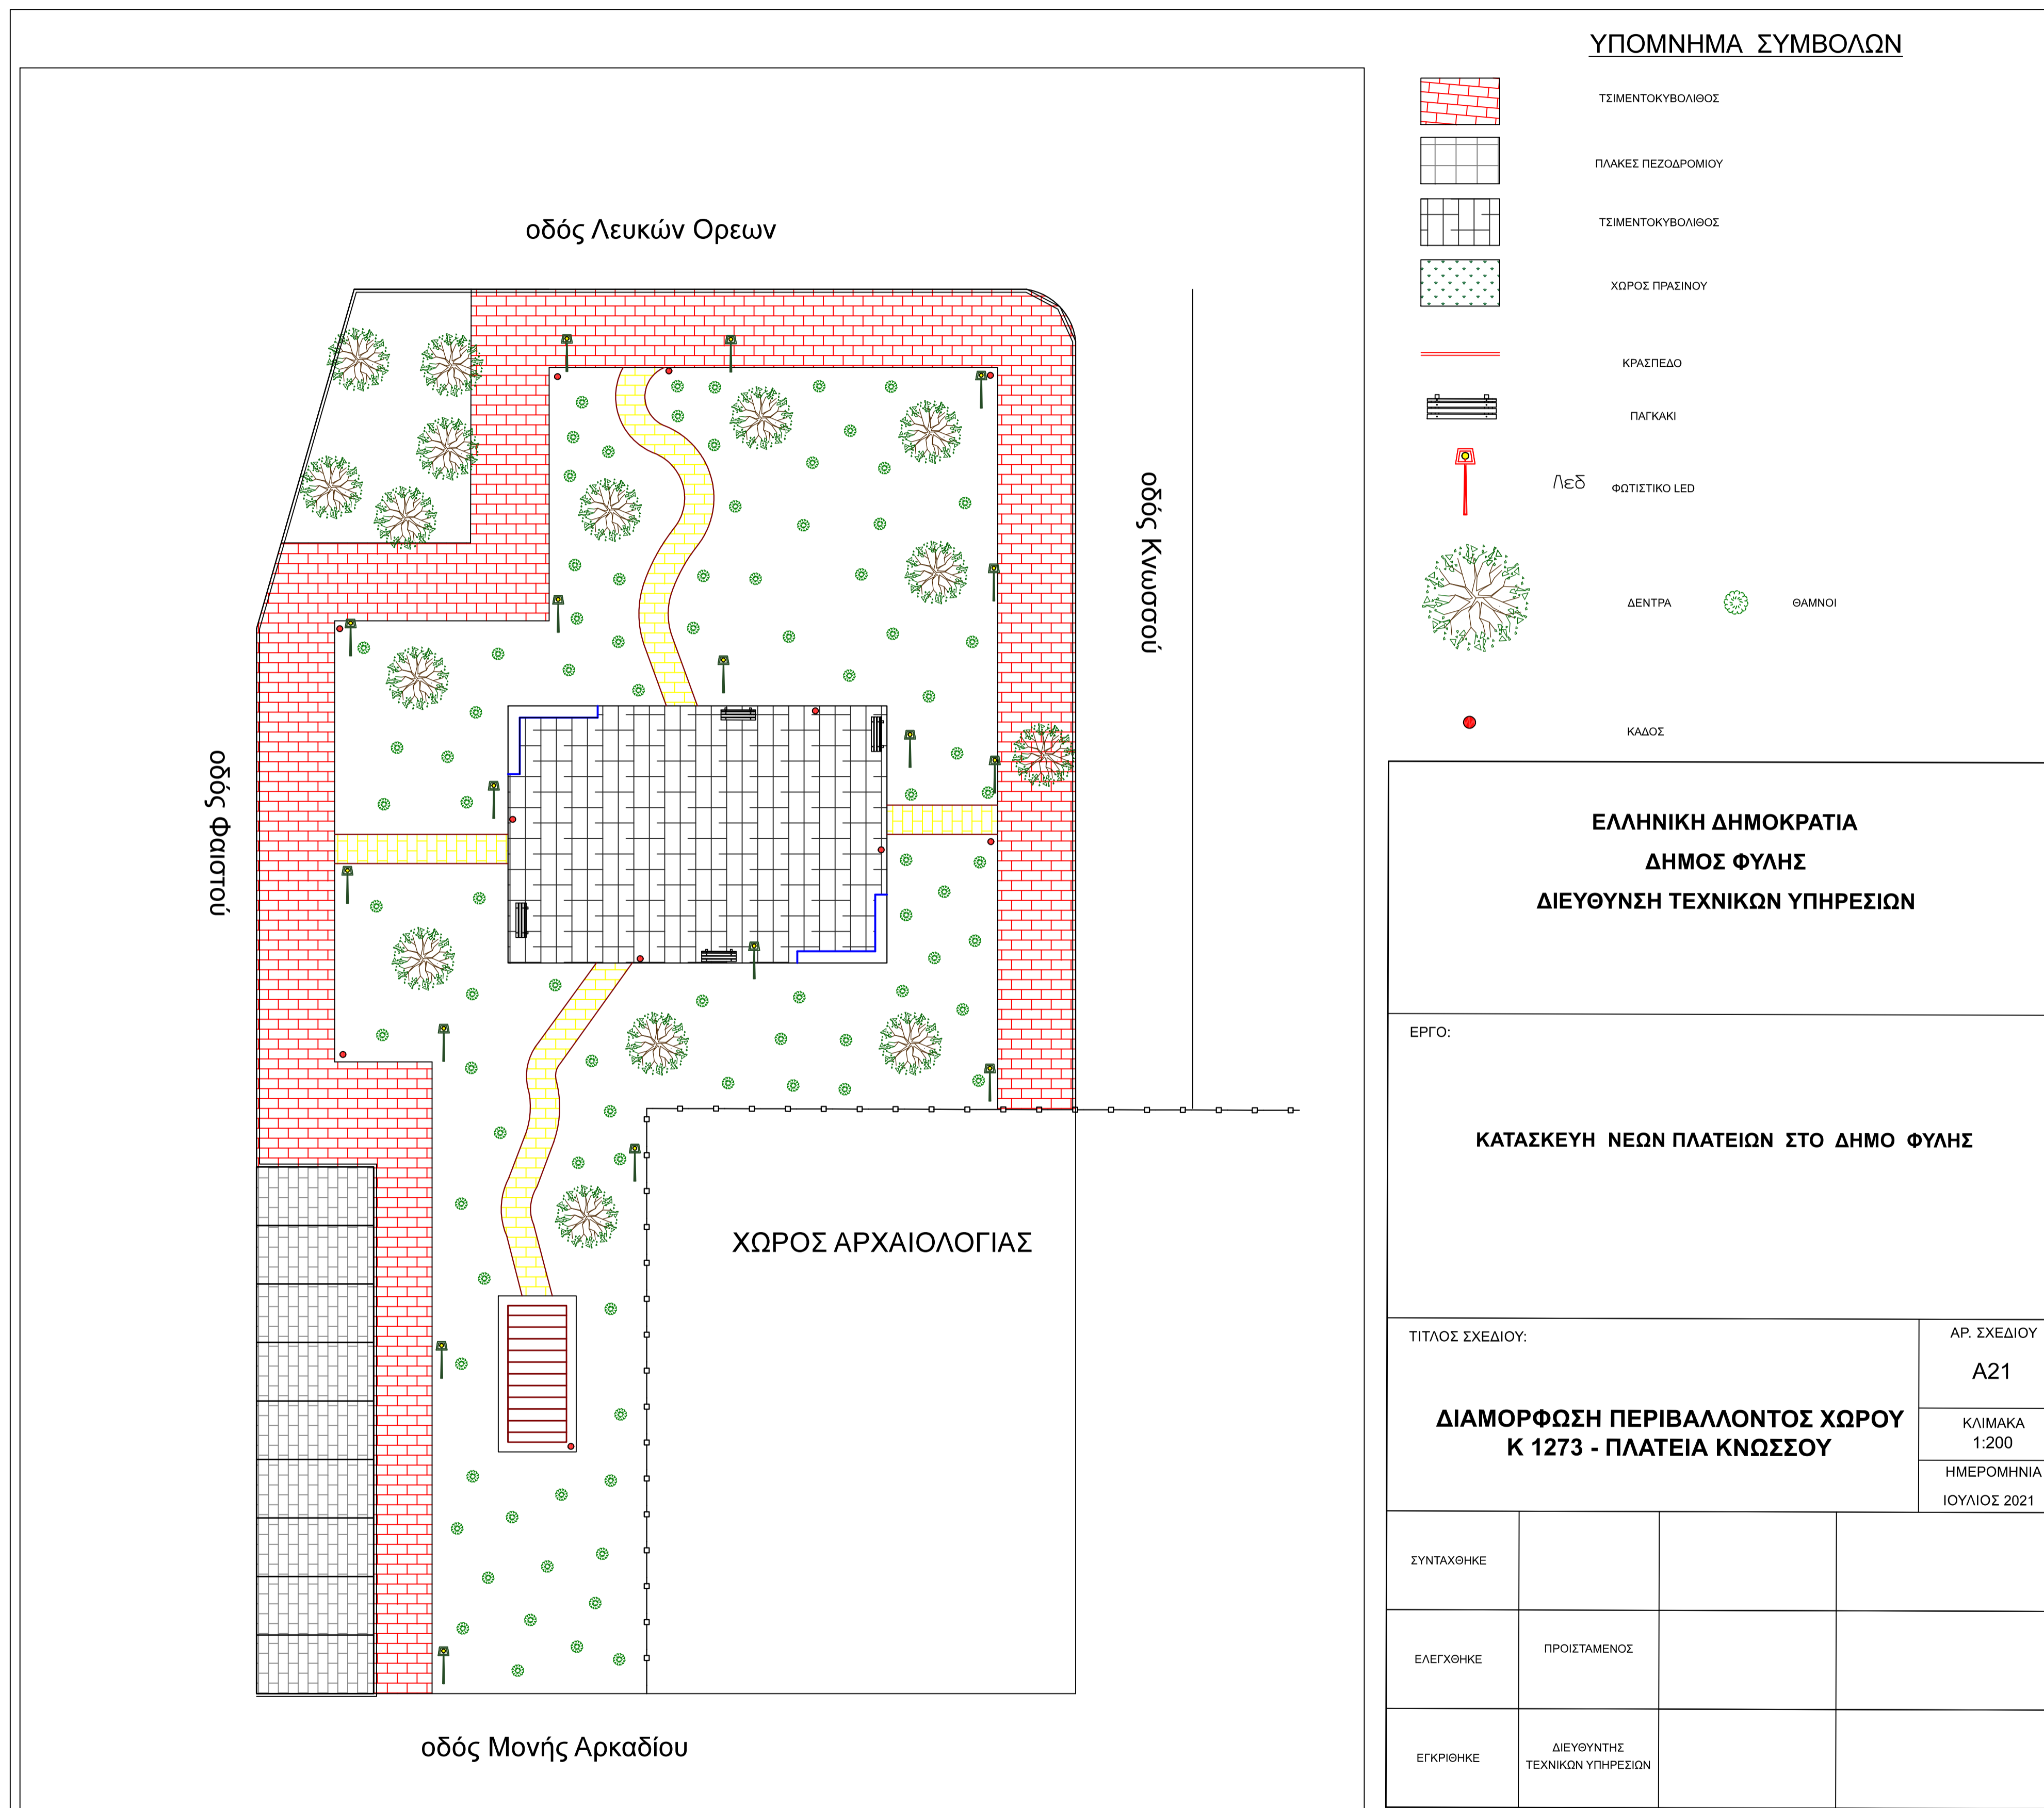 ΥΠΟΜΝΗΜΑ ΣΥΜΒΟΛΩΝ
ΤΣΙΜΕΝΤΟΚΥΒΟΛΙΘΟΣ
ΠΛΑΚΕΣ ΠΕΖΟΔΡΟΜΙΟΥ
ΤΣΙΜΕΝΤΟΚΥΒΟΛΙΘΟΣ
ΧΩΡΟΣ ΠΡΑΣΙΝΟΥ
ΚΡΑΣΠΕΔΟ
ΠΑΓΚΑΚΙ
Λεδ ΦΩΤΙΣΤΙΚΟ LED
ΔΕΝΤΡΑ ΘΑΜΝΟΙ
ΚΑΔΟΣ
οδός Λευκών Ορεων
οδός Κνωσσού
οδός Φαιστού
ΧΩΡΟΣ ΑΡΧΑΙΟΛΟΓΙΑΣ
οδός Μονής Αρκαδίου
ΕΛΛΗΝΙΚΗ ΔΗΜΟΚΡΑΤΙΑ
ΔΗΜΟΣ ΦΥΛΗΣ
ΔΙΕΥΘΥΝΣΗ ΤΕΧΝΙΚΩΝ ΥΠΗΡΕΣΙΩΝ
ΕΡΓΟ:
ΚΑΤΑΣΚΕΥΗ ΝΕΩΝ ΠΛΑΤΕΙΩΝ ΣΤΟ ΔΗΜΟ ΦΥΛΗΣ
ΤΙΤΛΟΣ ΣΧΕΔΙΟΥ:
ΔΙΑΜΟΡΦΩΣΗ ΠΕΡΙΒΑΛΛΟΝΤΟΣ ΧΩΡΟΥ
Κ 1273 - ΠΛΑΤΕΙΑ ΚΝΩΣΣΟΥ
ΑΡ. ΣΧΕΔΙΟΥ
Α21
ΚΛΙΜΑΚΑ
1:200
ΗΜΕΡΟΜΗΝΙΑ
ΙΟΥΛΙΟΣ 2021
ΣΥΝΤΑΧΘΗΚΕ
ΕΛΕΓΧΘΗΚΕ
ΠΡΟΙΣΤΑΜΕΝΟΣ
ΕΓΚΡΙΘΗΚΕ
ΔΙΕΥΘΥΝΤΗΣ
ΤΕΧΝΙΚΩΝ ΥΠΗΡΕΣΙΩΝ